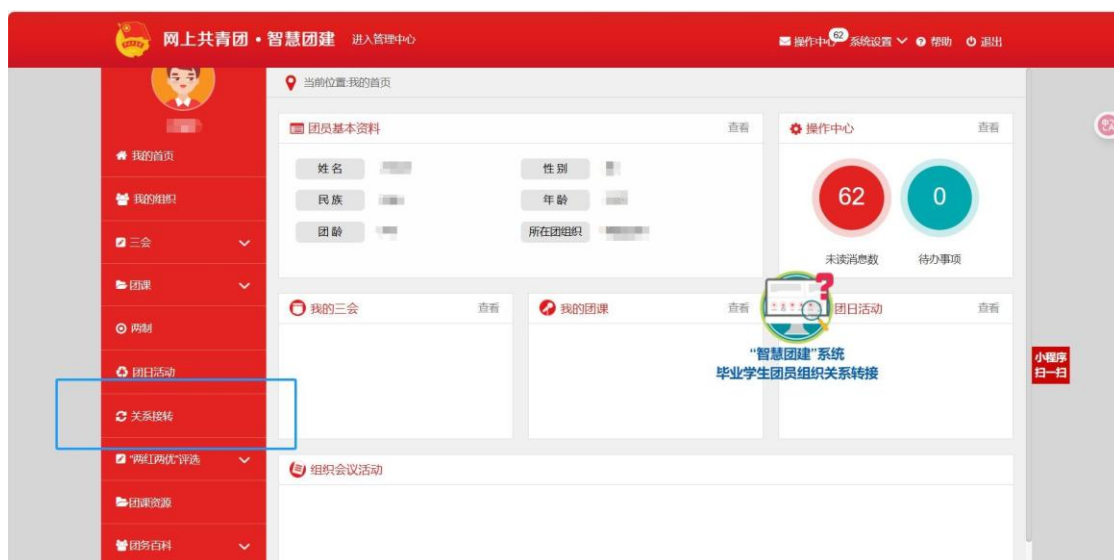 网上共青团·智慧团建 进入管理中心 操作中心 62 系统设置 帮助 退出
当前位置:我的首页
我的首页
我的组织
三会
团课
两制
团日活动
关系接转
“两红两优”评选
团课资源
团务百科
团员基本资料 查看
姓名 性别
民族 年龄
团龄 所在团组织
操作中心 查看
62 0
未读消息数 待办事项
我的三会 查看
我的团课 查看
团日活动 查看
“智慧团建”系统
毕业学生团员组织关系转接
组织会议活动
小程序
扫一扫